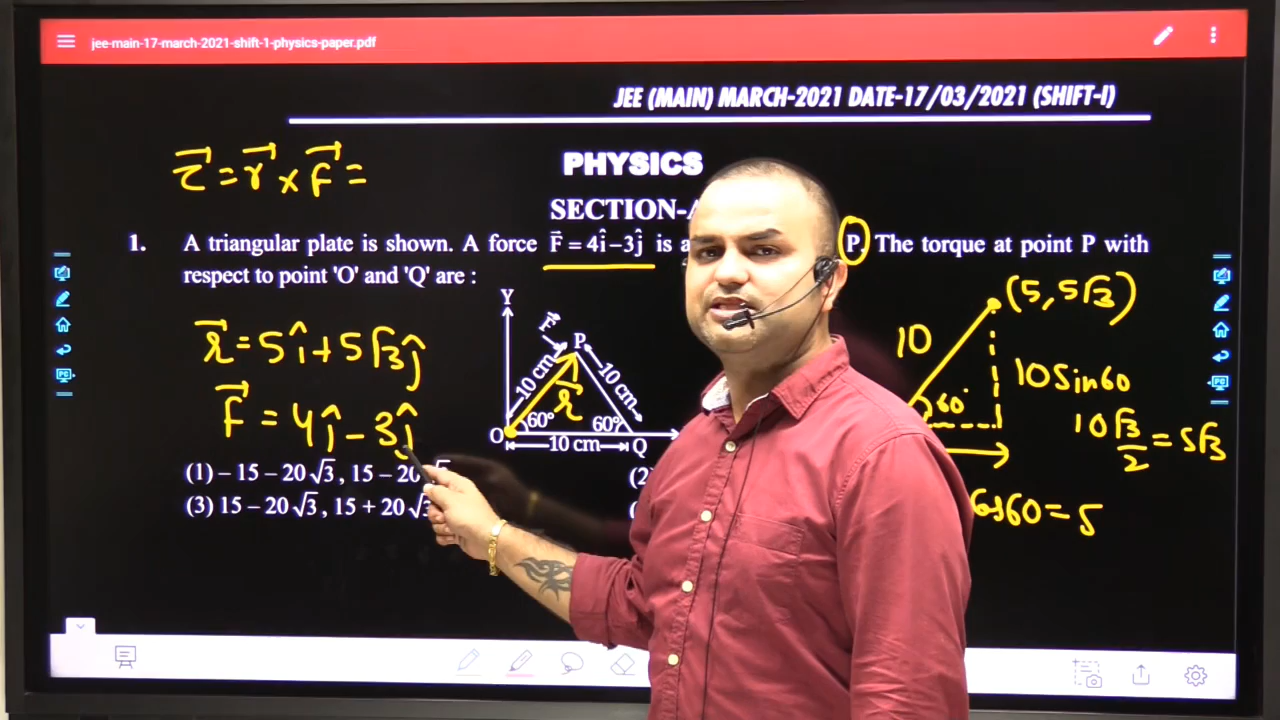 jee-main-17-march-2021-shift-1-physics-paper.pdf
JEE (MAIN) MARCH-2021 DATE-17/03/2021 (SHIFT-I)
τ⃗ = r⃗ × F⃗ =
PHYSICS
SECTION-
1. A triangular plate is shown. A force F⃗ = 4î – 3ĵ is P. The torque at point P with
respect to point 'O' and 'Q' are :
r⃗ = 5î + 5√3ĵ
F⃗ = 4ĵ – 3ĵ
Y
F⃗
P
10 cm
10 cm
r⃗
60°
60°
O
10 cm
Q
(5, 5√3)
10
60°
10 Sin60
10 √3/2 = 5√3
60 = 5
(1) – 15 – 20√3 , 15 – 20
(3) 15 – 20√3 , 15 + 20√3
(2)
PC
PC